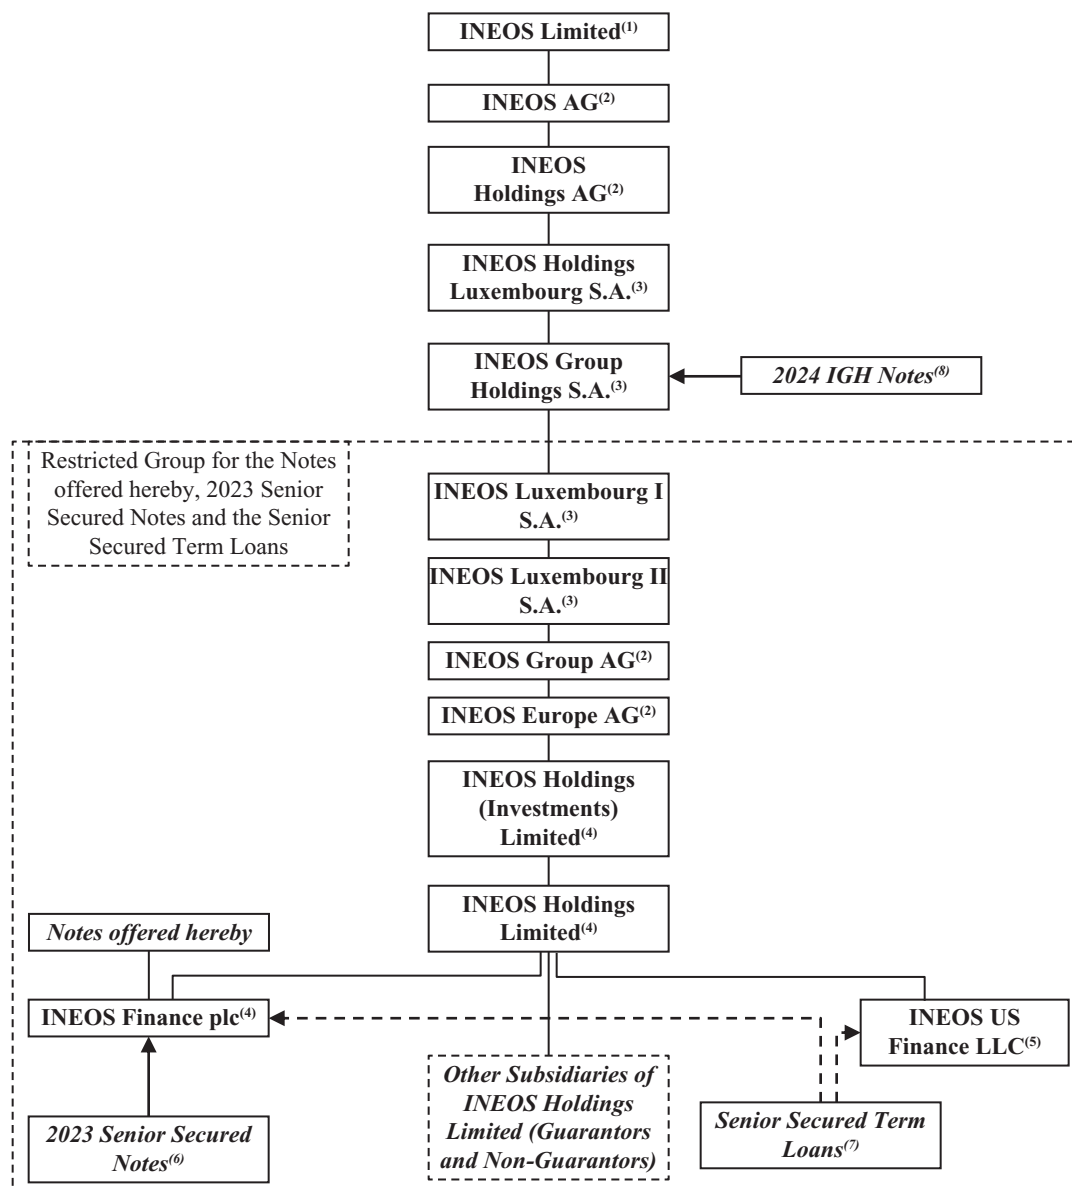 INEOS Limited(1)
INEOS AG(2)
INEOS
Holdings AG(2)
INEOS Holdings
Luxembourg S.A.(3)
INEOS Group
Holdings S.A.(3)
2024 IGH Notes(8)
Restricted Group for the Notes
offered hereby, 2023 Senior
Secured Notes and the Senior
Secured Term Loans
INEOS Luxembourg I
S.A.(3)
INEOS Luxembourg II
S.A.(3)
INEOS Group AG(2)
INEOS Europe AG(2)
INEOS Holdings
(Investments)
Limited(4)
INEOS Holdings
Limited(4)
Notes offered hereby
INEOS Finance plc(4)
INEOS US
Finance LLC(5)
2023 Senior Secured
Notes(6)
Other Subsidiaries of
INEOS Holdings
Limited (Guarantors
and Non-Guarantors)
Senior Secured Term
Loans(7)